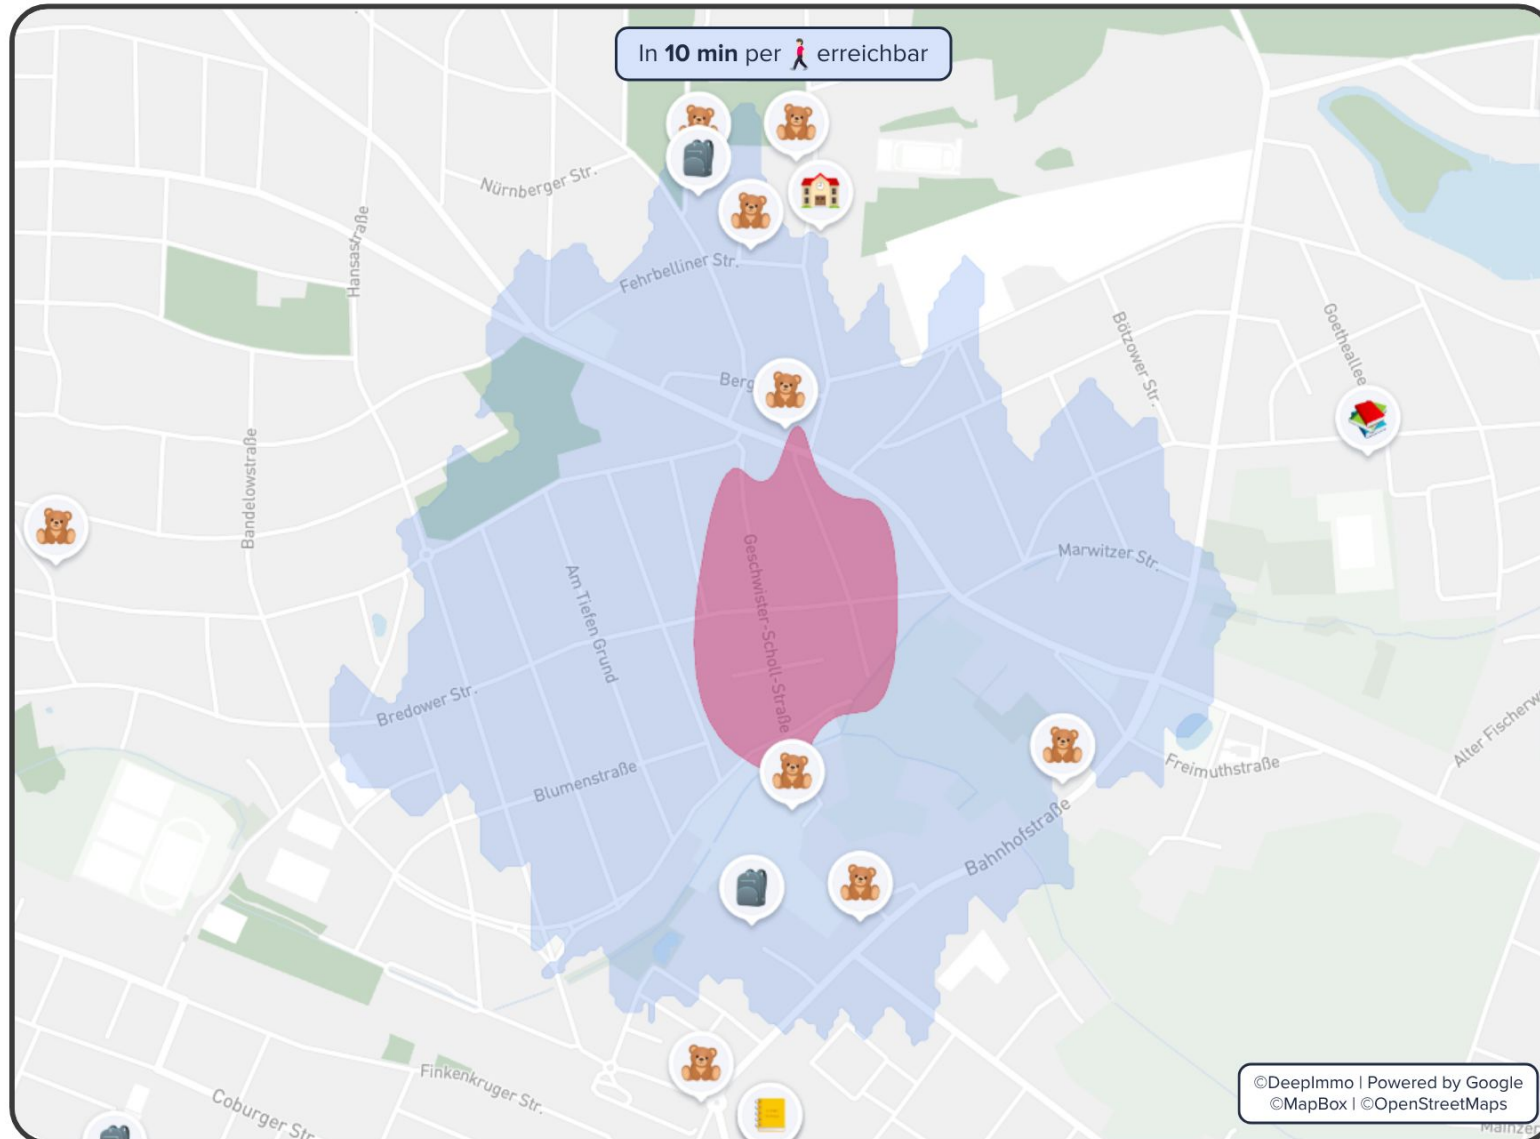 In 10 min per erreichbar
Nürnberger Str.
Hansastraße
Fehrbelliner Str.
Berg
Bötzower Str.
Goetheallee
Bandelowstraße
Geschwister-Scholl-Straße
Am Tiefen Grund
Marwitzer Str.
Bredower Str.
Blumenstraße
Freimuthstraße
Alter Fischerw
Bahnhofstraße
Finkenkruger Str.
Coburger Str
©DeepImmo | Powered by Google
©MapBox | ©OpenStreetMaps
Mainzer